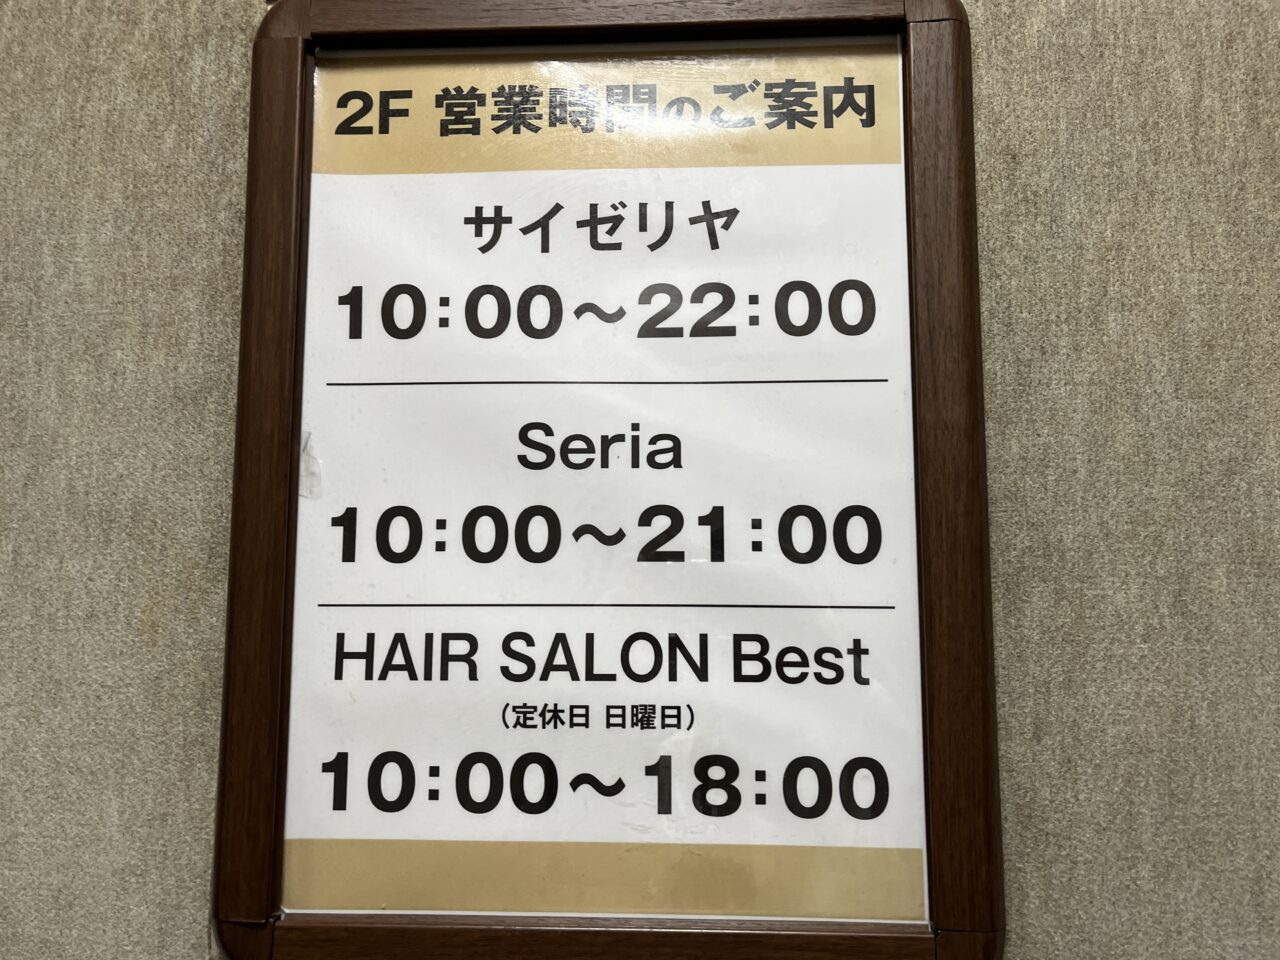 2F 営業時間のご案内
サイゼリヤ
10:00〜22:00
Seria
10:00〜21:00
HAIR SALON Best
（定休日 日曜日）
10:00〜18:00